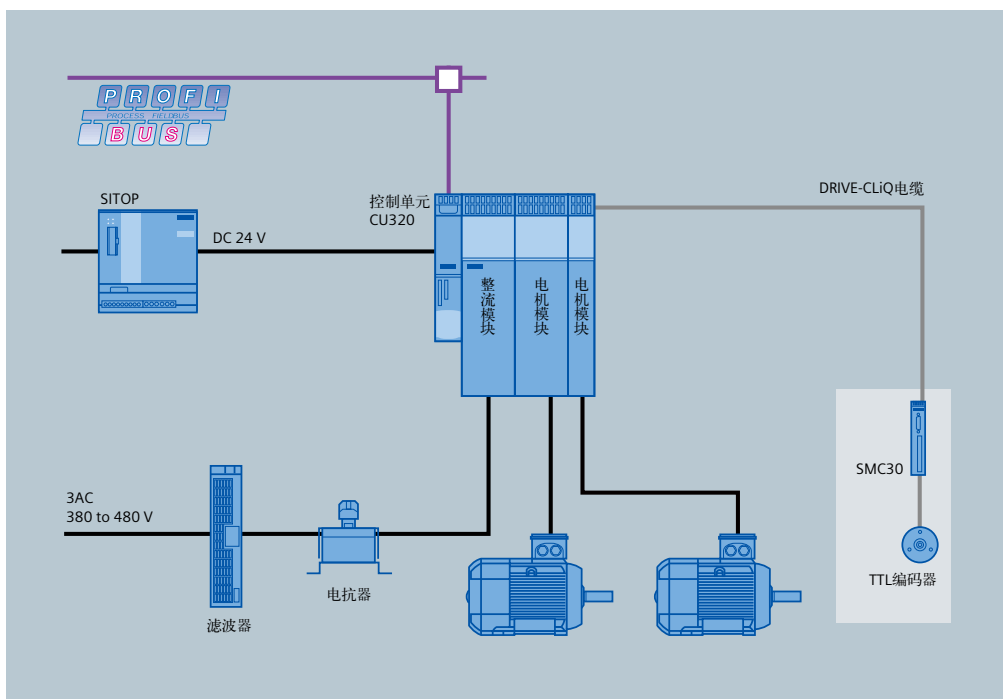 PROFI
PROCESS FIELDBUS
BUS
SITOP
DC 24 V
控制单元
CU320
DRIVE-CLiQ电缆
整流模块
电机模块
电机模块
SMC30
TTL编码器
3AC
380 to 480 V
滤波器
电抗器